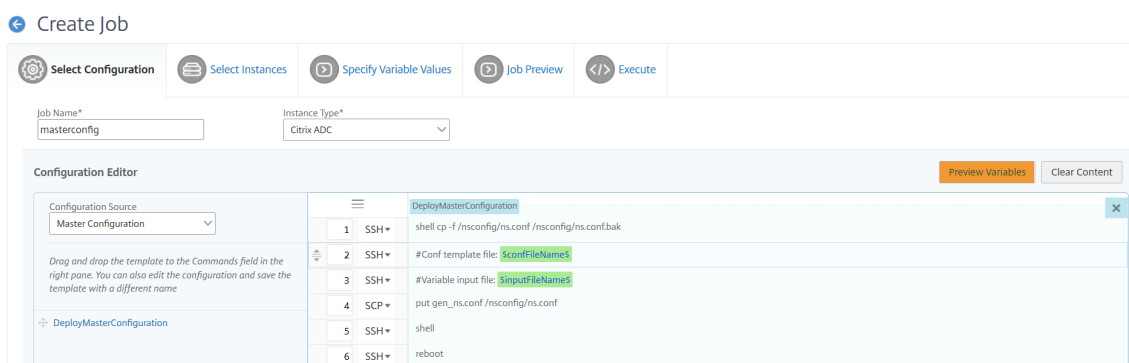 Create Job
Select Configuration
Select Instances
Specify Variable Values
Job Preview
Execute
Job Name*
Instance Type*
masterconfig
Citrix ADC
Configuration Editor
Preview Variables
Clear Content
Configuration Source
Master Configuration
Drag and drop the template to the Commands field in the
right pane. You can also edit the configuration and save the
template with a different name
DeployMasterConfiguration
DeployMasterConfiguration
1 SSH shell cp -f /nsconfig/ns.conf /nsconfig/ns.conf.bak
2 SSH #Conf template file: $confFileName$
3 SSH #Variable input file: $inputFileName$
4 SCP put gen_ns.conf /nsconfig/ns.conf
5 SSH shell
6 SSH reboot